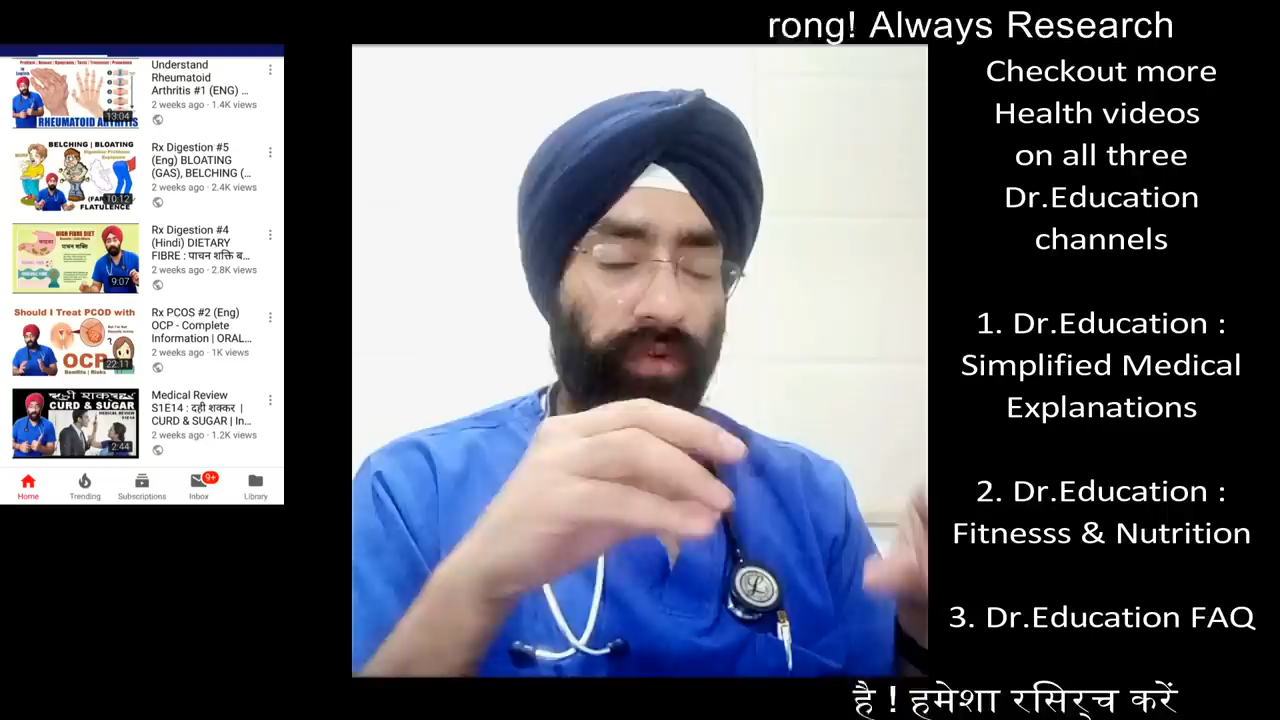 rong! Always Research
Checkout more
Health videos
on all three
Dr.Education
channels
1. Dr.Education :
Simplified Medical
Explanations
2. Dr.Education :
Fitnesss & Nutrition
3. Dr.Education FAQ
है ! हमेशा रिसर्च करें
Understand
Rheumatoid
Arthritis #1 (ENG) ...
2 weeks ago · 1.4K views
13:04
RHEUMATOID ARTHRITIS
Rx Digestion #5
(Eng) BLOATING
(GAS), BELCHING (...
2 weeks ago · 2.4K views
BELCHING | BLOATING
10:12
FLATULENCE
Rx Digestion #4
(Hindi) DIETARY
FIBRE : पाचन शक्ति ब...
2 weeks ago · 2.8K views
HIGH FIBRE DIET
पाचन शक्ति
9:07
Should I Treat PCOD with
OCP
22:11
Rx PCOS #2 (Eng)
OCP - Complete
Information | ORAL...
2 weeks ago · 1K views
दही शक्कर
CURD & SUGAR
2:44
Medical Review
S1E14 : दही शक्कर |
CURD & SUGAR | In...
2 weeks ago · 1.2K views
9+
Home
Trending
Subscriptions
Inbox
Library